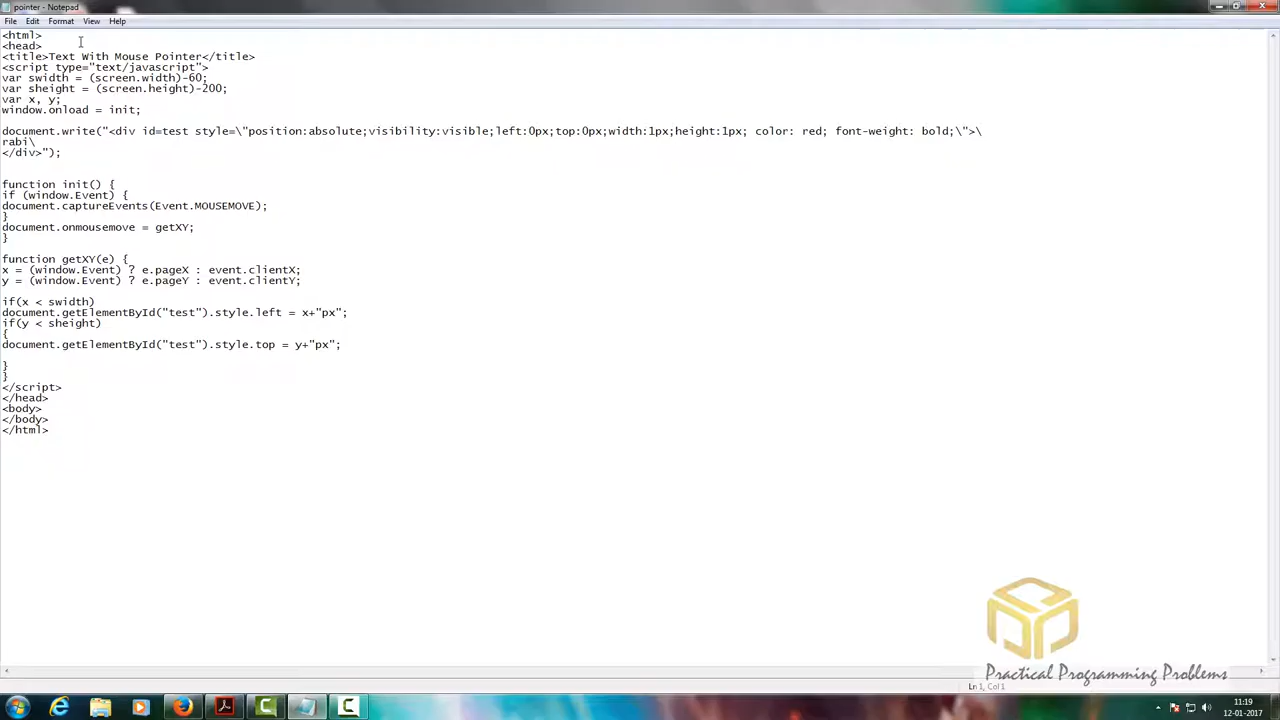 pointer - Notepad
File Edit Format View Help
<html>
<head>
<title>Text With Mouse Pointer</title>
<script type="text/javascript">
var swidth = (screen.width)-60;
var sheight = (screen.height)-200;
var x, y;
window.onload = init;
document.write("<div id=test style=\"position:absolute;visibility:visible;left:0px;top:0px;width:1px;height:1px; color: red; font-weight: bold;\">\
rabi\
</div>");
function init() {
if (window.Event) {
document.captureEvents(Event.MOUSEMOVE);
}
document.onmousemove = getXY;
}
function getXY(e) {
x = (window.Event) ? e.pageX : event.clientX;
y = (window.Event) ? e.pageY : event.clientY;
if(x < swidth)
document.getElementById("test").style.left = x+"px";
if(y < sheight)
{
document.getElementById("test").style.top = y+"px";
}
}
</script>
</head>
<body>
</body>
</html>
Practical Programming Problems
Ln 1, Col 1
11:19
12-01-2017